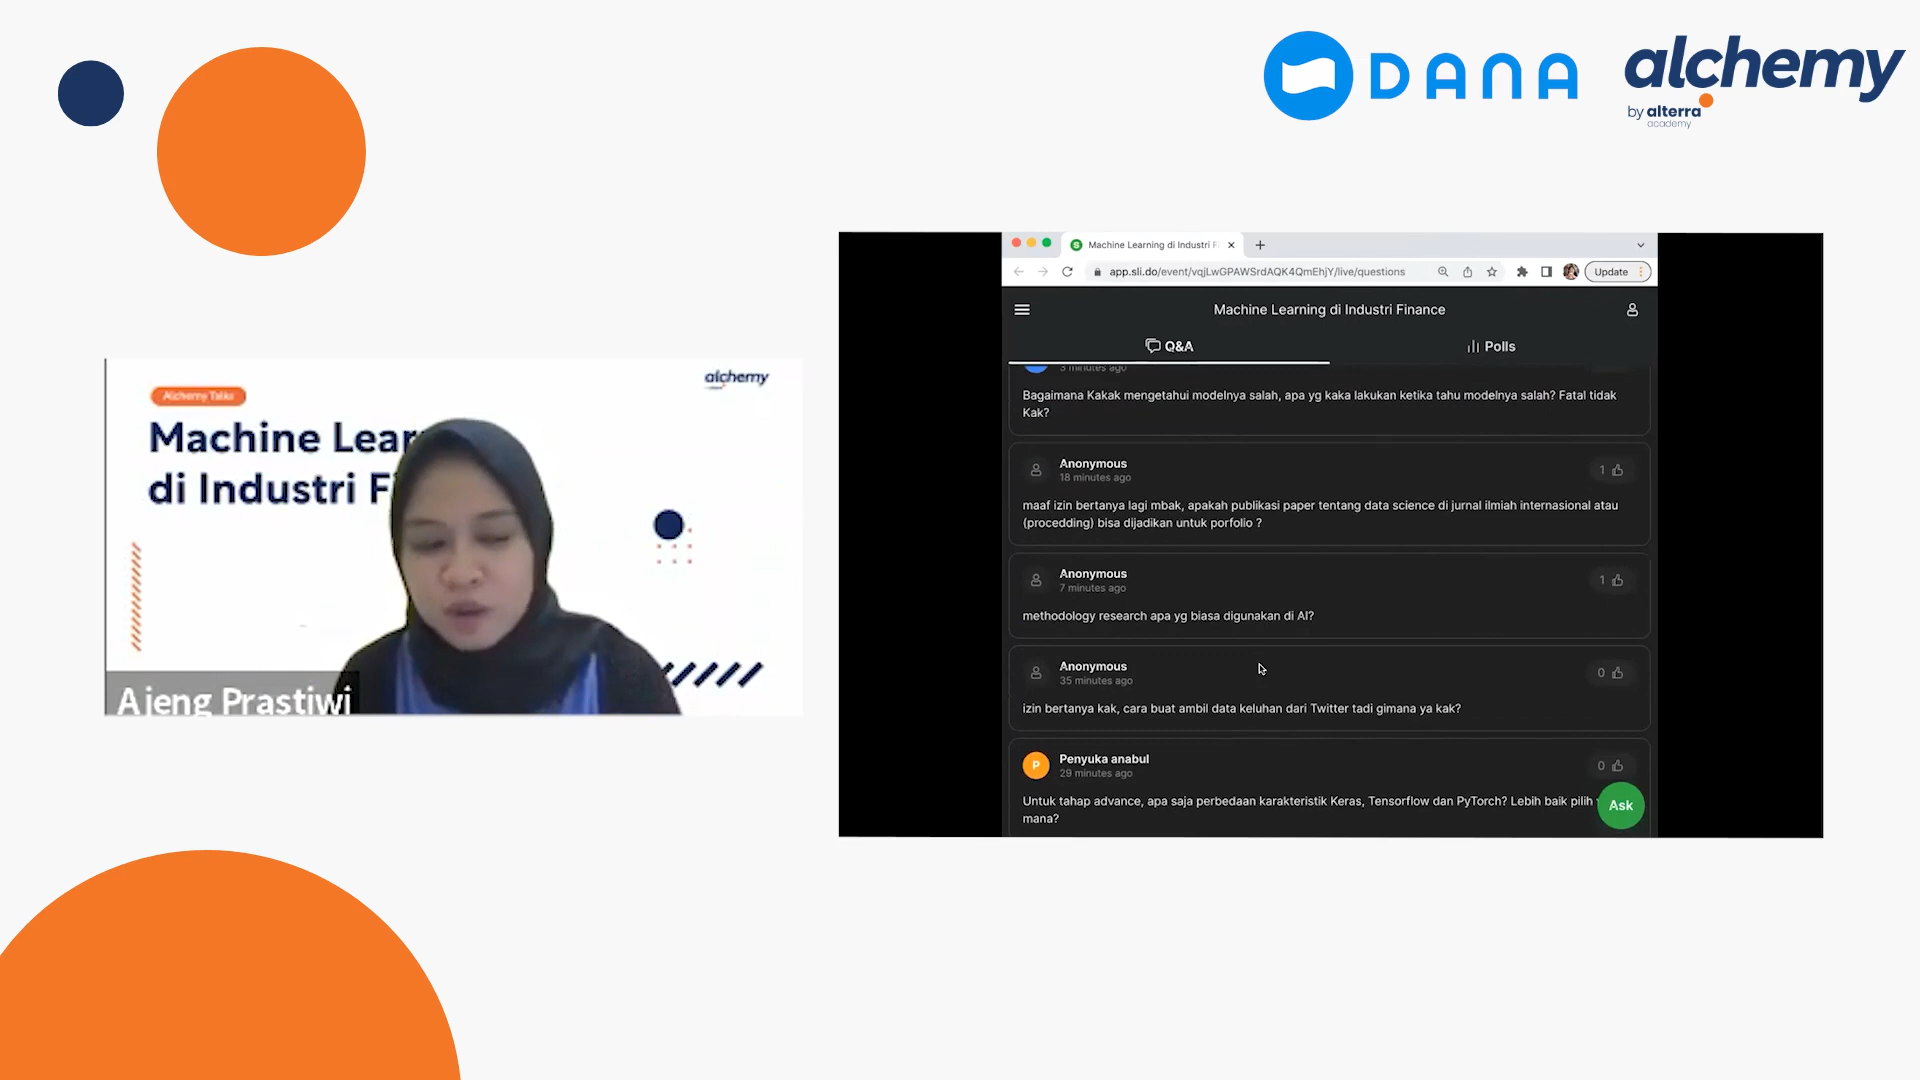 DANA
alchemy
by alterra
academy
Alchemy Talks
alchemy
Machine Lear
di Industri F
Ajeng Prastiwi
Machine Learning di Industri F
app.sli.do/event/vqjLwGPAWSrdAQK4QmEhjY/live/questions
Update
Machine Learning di Industri Finance
Q&A
Polls
3 minutes ago
Bagaimana Kakak mengetahui modelnya salah, apa yg kaka lakukan ketika tahu modelnya salah? Fatal tidak
Kak?
Anonymous
18 minutes ago
1
maaf izin bertanya lagi mbak, apakah publikasi paper tentang data science di jurnal ilmiah internasional atau
(procedding) bisa dijadikan untuk porfolio ?
Anonymous
7 minutes ago
1
methodology research apa yg biasa digunakan di AI?
Anonymous
35 minutes ago
0
izin bertanya kak, cara buat ambil data keluhan dari Twitter tadi gimana ya kak?
P
Penyuka anabul
29 minutes ago
0
Untuk tahap advance, apa saja perbedaan karakteristik Keras, Tensorflow dan PyTorch? Lebih baik pilih
mana?
Ask